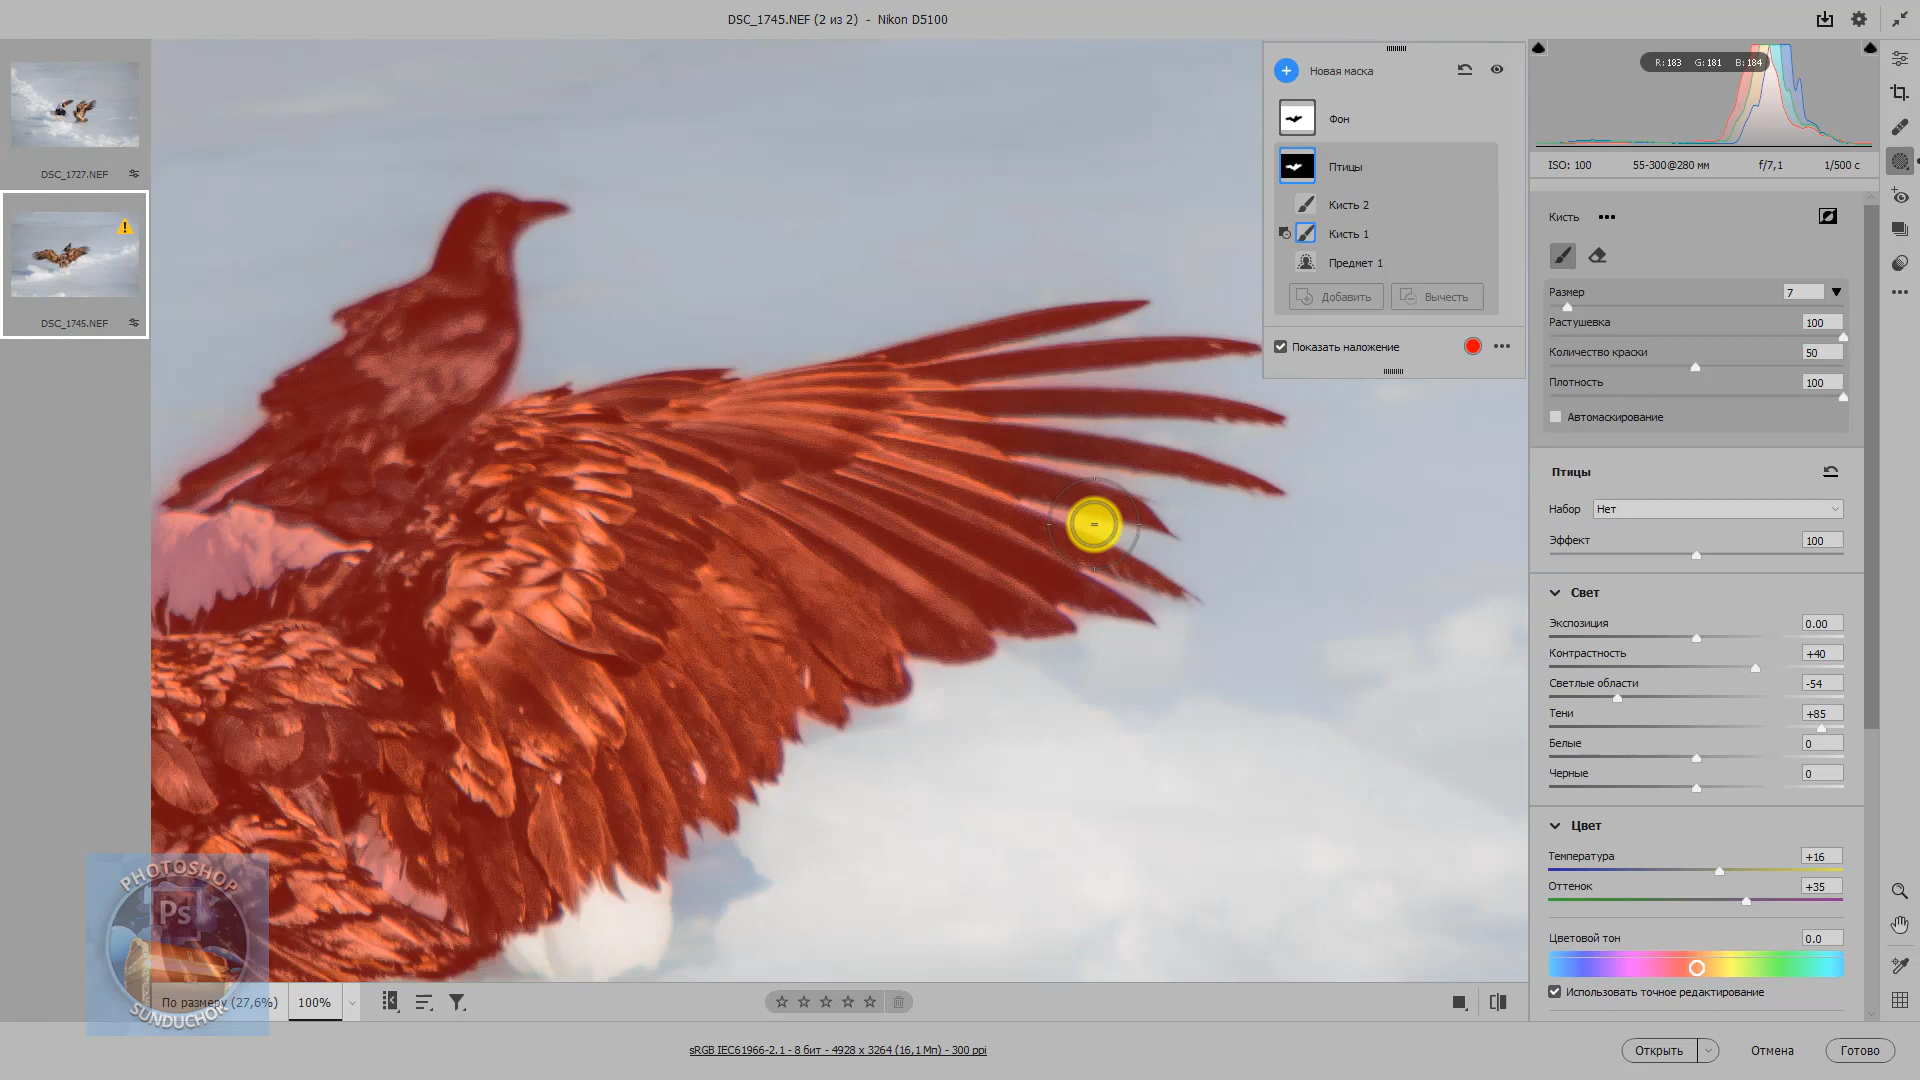 DSC_1745.NEF (2 из 2) - Nikon D5100
DSC_1727.NEF
DSC_1745.NEF
Новая маска
Фон
Птицы
Кисть 2
Кисть 1
Предмет 1
Добавить
Вычесть
Показать наложение
R: 183 G: 181 B: 184
ISO: 100 55-300@280 мм f/7,1 1/500 с
Кисть
Размер 7
Растушевка 100
Количество краски 50
Плотность 100
Автомаскирование
Птицы
Набор Нет
Эффект 100
Свет
Экспозиция 0.00
Контрастность +40
Светлые области -54
Тени +85
Белые 0
Черные 0
Цвет
Температура +16
Оттенок +35
Цветовой тон 0.0
Использовать точное редактирование
PHOTOSHOP
Ps
SUNDUCHOK
По размеру (27,6%) 100%
sRGB IEC61966-2.1 - 8 бит - 4928 x 3264 (16,1 Мп) - 300 ppi
Открыть
Отмена
Готово